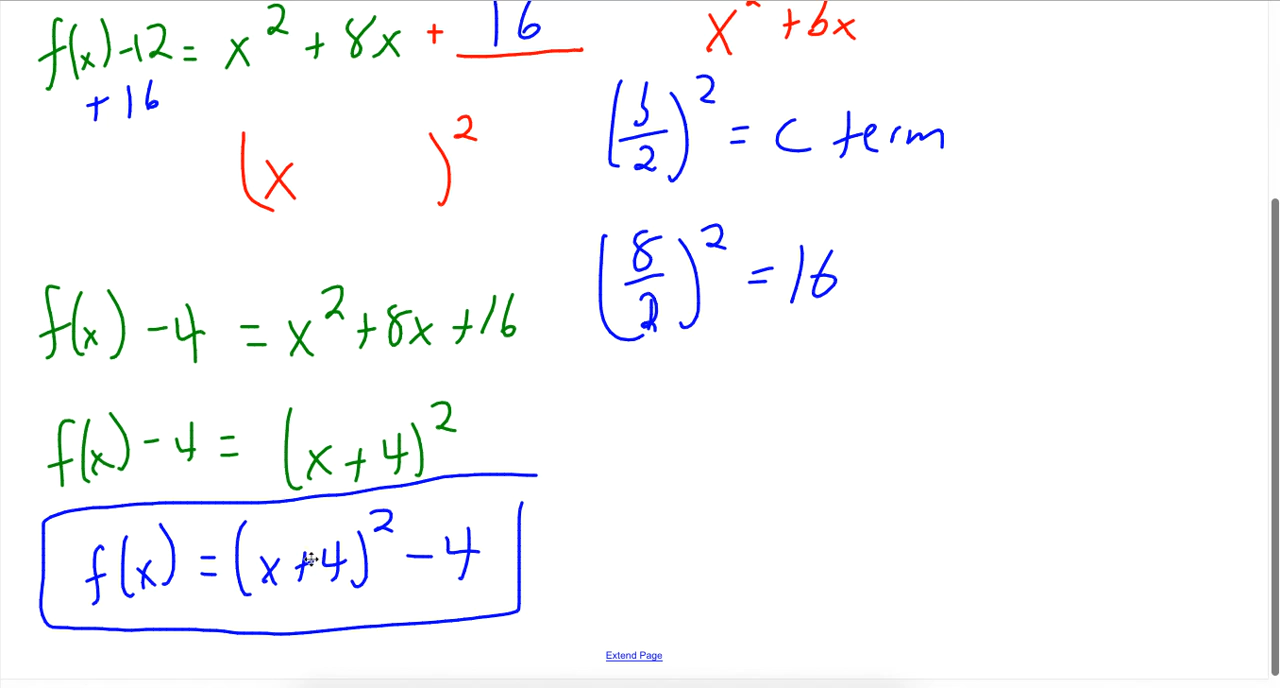 f(x) -12 = x² + 8x + 16
+16
(x )²
f(x) -4 = x² +8x +16
f(x) -4 = (x+4)²
f(x) = (x+4)² -4
x² +bx
(b/2)² = c term
(8/2)² = 16
Extend Page